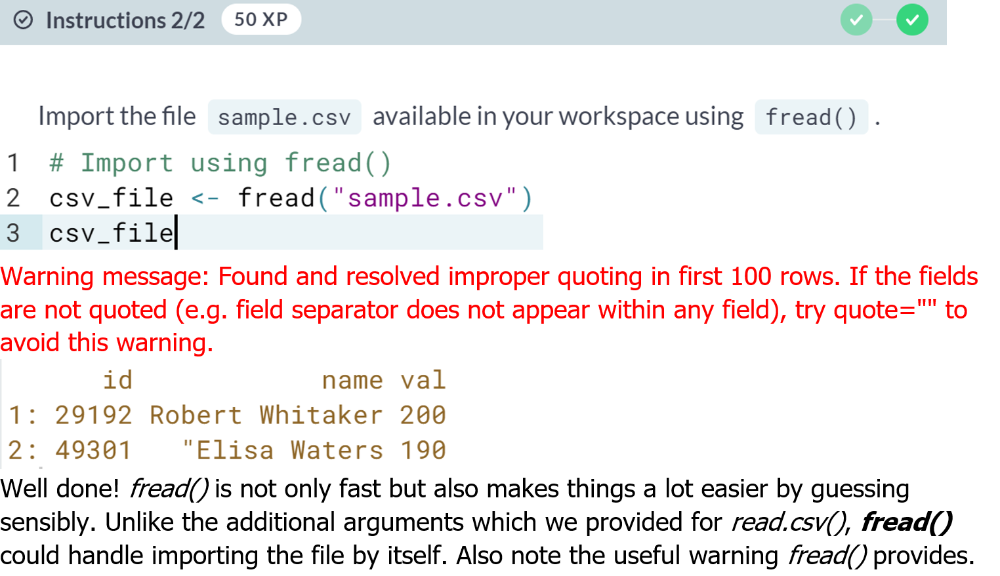 Instructions 2/2 50 XP
Import the file sample.csv available in your workspace using fread() .
1 # Import using fread()
2 csv_file <- fread("sample.csv")
3 csv_file
Warning message: Found and resolved improper quoting in first 100 rows. If the fields
are not quoted (e.g. field separator does not appear within any field), try quote="" to
avoid this warning.
id name val
1: 29192 Robert Whitaker 200
2: 49301 "Elisa Waters 190
Well done! fread() is not only fast but also makes things a lot easier by guessing
sensibly. Unlike the additional arguments which we provided for read.csv(), fread()
could handle importing the file by itself. Also note the useful warning fread() provides.